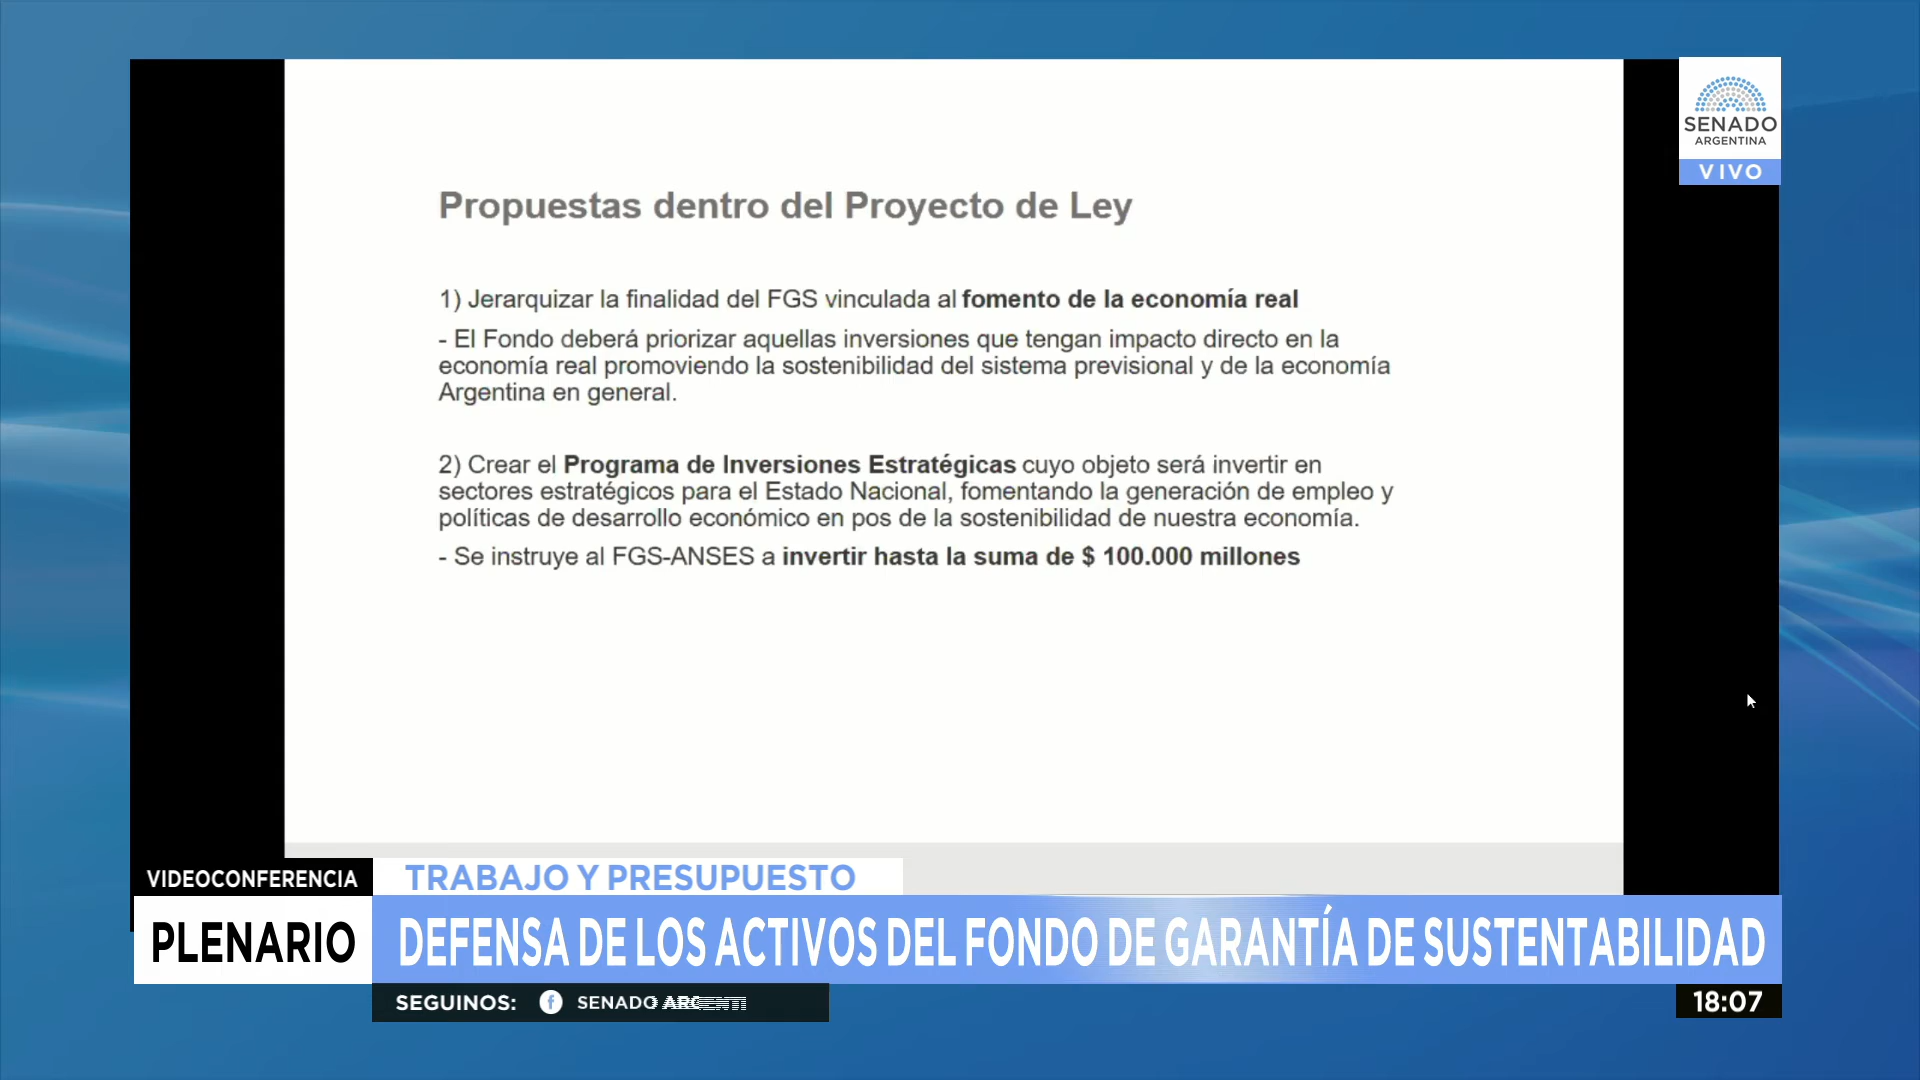 SENADO
ARGENTINA
VIVO
Propuestas dentro del Proyecto de Ley
1) Jerarquizar la finalidad del FGS vinculada al fomento de la economía real
- El Fondo deberá priorizar aquellas inversiones que tengan impacto directo en la
economía real promoviendo la sostenibilidad del sistema previsional y de la economía
Argentina en general.
2) Crear el Programa de Inversiones Estratégicas cuyo objeto será invertir en
sectores estratégicos para el Estado Nacional, fomentando la generación de empleo y
políticas de desarrollo económico en pos de la sostenibilidad de nuestra economía.
- Se instruye al FGS-ANSES a invertir hasta la suma de $ 100.000 millones
VIDEOCONFERENCIA
TRABAJO Y PRESUPUESTO
PLENARIO
DEFENSA DE LOS ACTIVOS DEL FONDO DE GARANTÍA DE SUSTENTABILIDAD
SEGUINOS: f SENADO
18:07